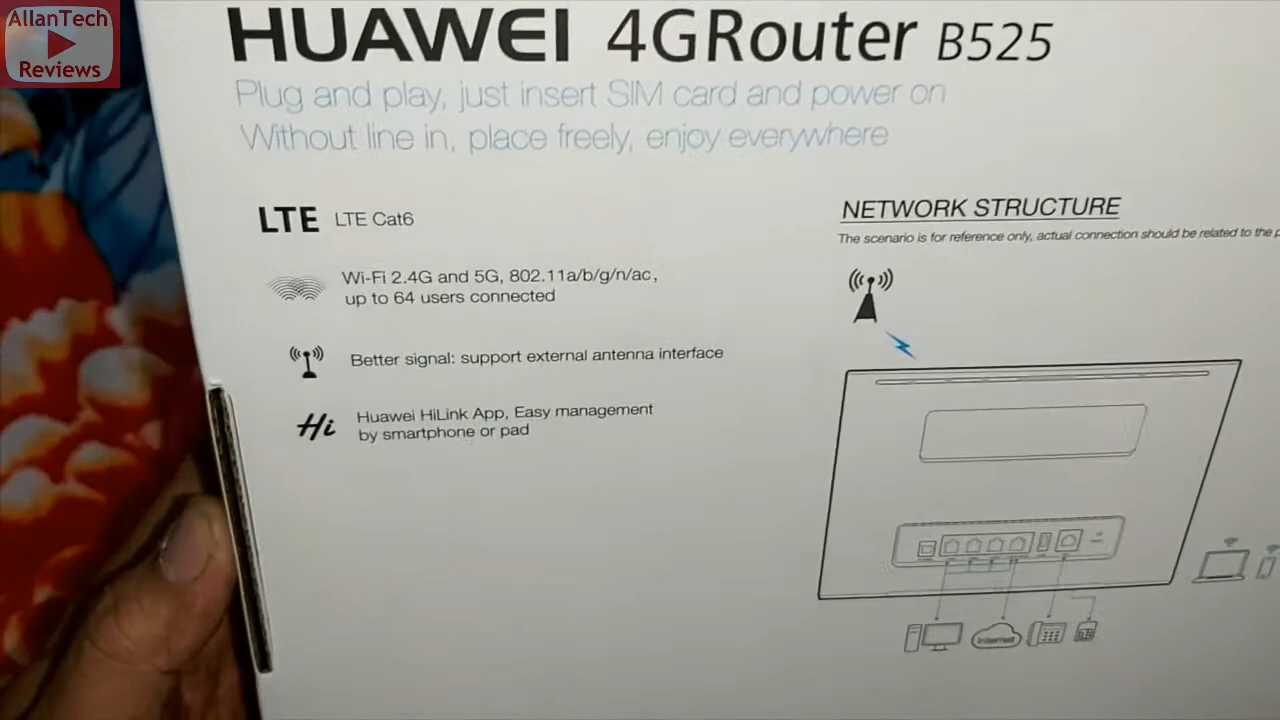 AllanTech
Reviews
HUAWEI 4GRouter B525
Plug and play, just insert SIM card and power on
Without line in, place freely, enjoy everywhere
LTE LTE Cat6
Wi-Fi 2.4G and 5G, 802.11a/b/g/n/ac,
up to 64 users connected
Better signal: support external antenna interface
Hi Huawei HiLink App, Easy management
by smartphone or pad
NETWORK STRUCTURE
The scenario is for reference only, actual connection should be related to the
Internet